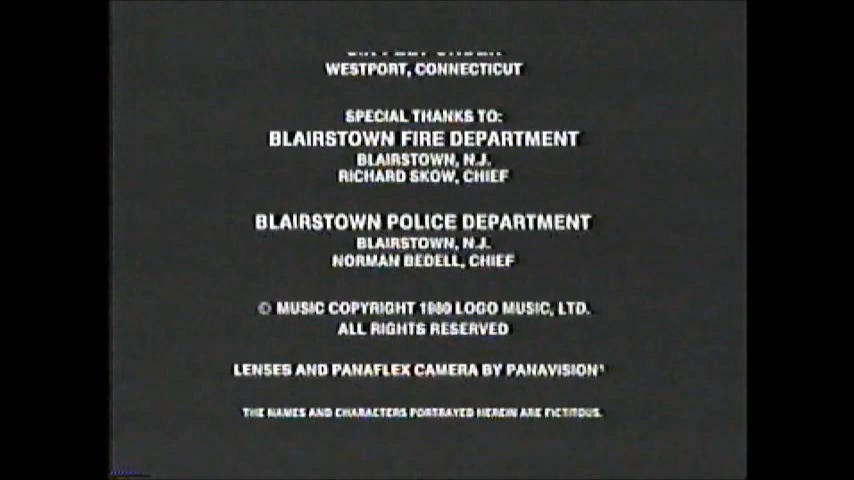 WESTPORT, CONNECTICUT
SPECIAL THANKS TO:
BLAIRSTOWN FIRE DEPARTMENT
BLAIRSTOWN, N.J.
RICHARD SKOW, CHIEF
BLAIRSTOWN POLICE DEPARTMENT
BLAIRSTOWN, N.J.
NORMAN BEDELL, CHIEF
© MUSIC COPYRIGHT 1980 LOGO MUSIC, LTD.
ALL RIGHTS RESERVED
LENSES AND PANAFLEX CAMERA BY PANAVISION®
THE NAMES AND CHARACTERS PORTRAYED HEREIN ARE FICTITOUS.